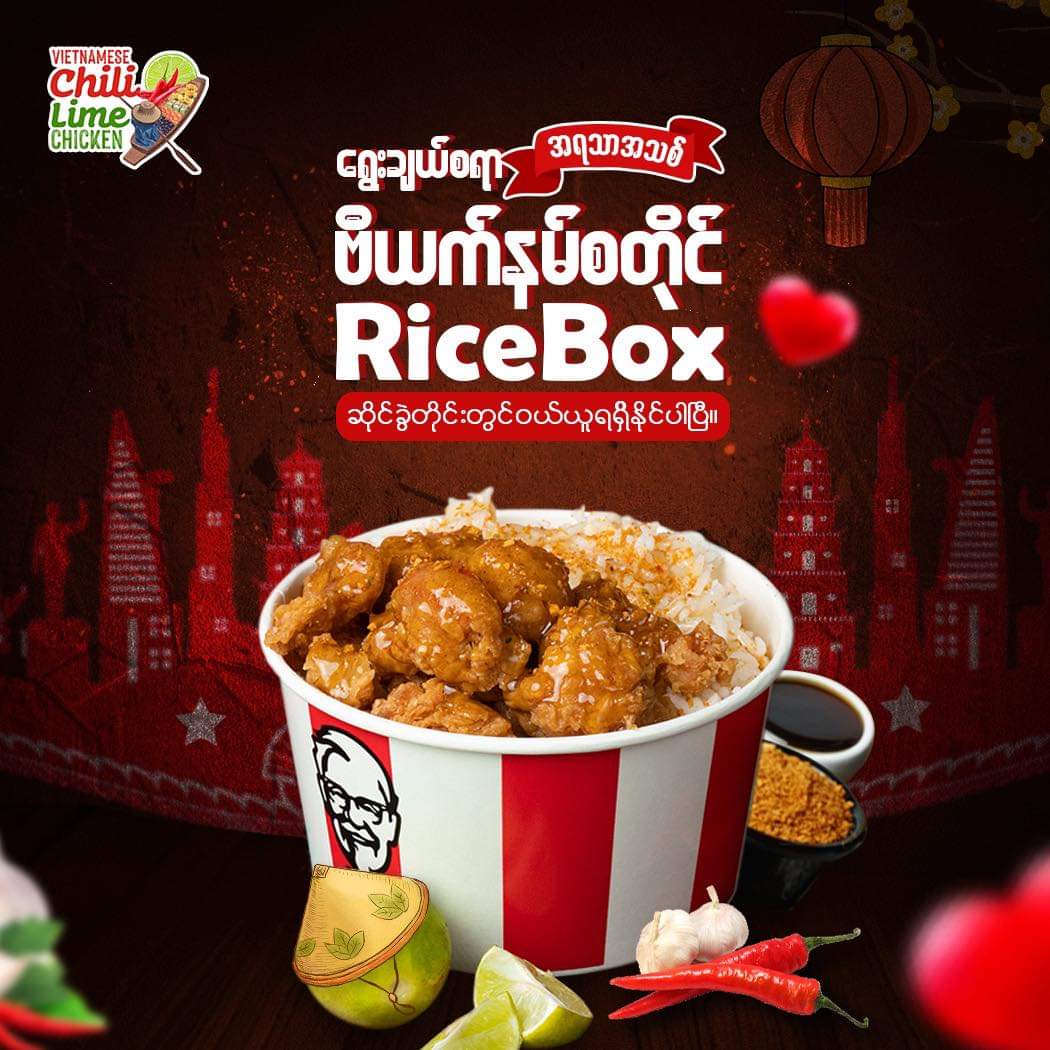 VIETNAMESE
Chili
Lime
CHICKEN
ရွေးချယ်စရာ
အရသာအသစ်
ဗီယက်နမ်စတိုင်
RiceBox
ဆိုင်ခွဲတိုင်းတွင်ဝယ်ယူရရှိနိုင်ပါပြီ။